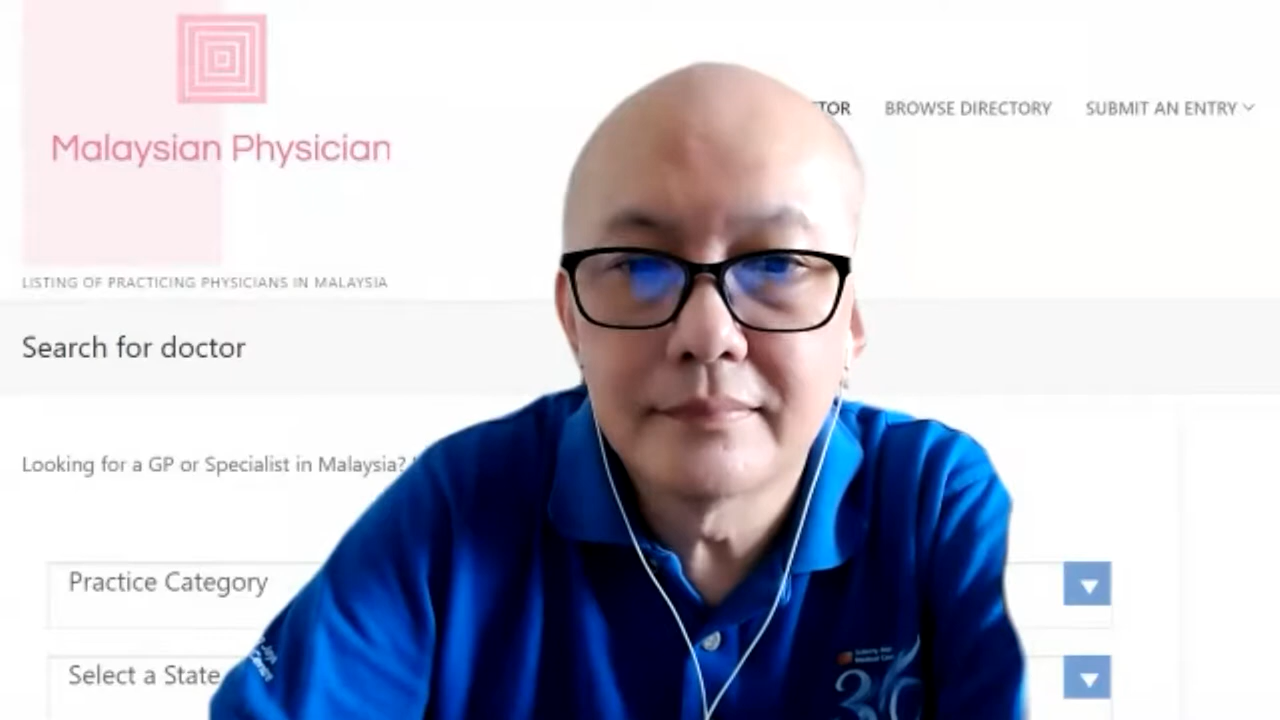 Malaysian Physician
TOR BROWSE DIRECTORY SUBMIT AN ENTRY
LISTING OF PRACTICING PHYSICIANS IN MALAYSIA
Search for doctor
Looking for a GP or Specialist in Malaysia?
Practice Category
Select a State